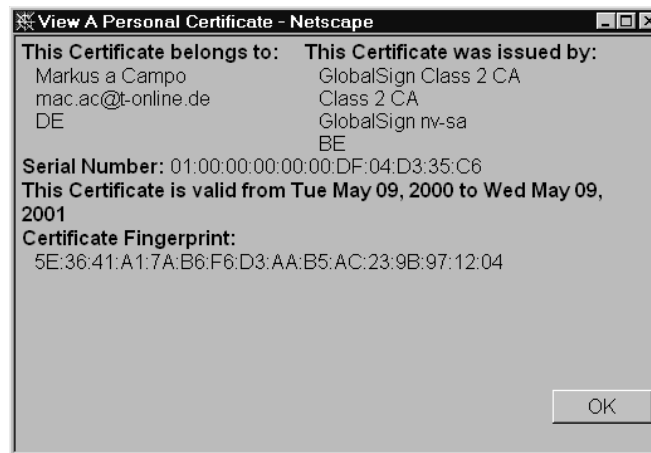 View A Personal Certificate - Netscape
This Certificate belongs to:
Markus a Campo
mac.ac@t-online.de
DE
This Certificate was issued by:
GlobalSign Class 2 CA
Class 2 CA
GlobalSign nv-sa
BE
Serial Number: 01:00:00:00:00:00:DF:04:D3:35:C6
This Certificate is valid from Tue May 09, 2000 to Wed May 09,
2001
Certificate Fingerprint:
5E:36:41:A1:7A:B6:F6:D3:AA:B5:AC:23:9B:97:12:04
OK